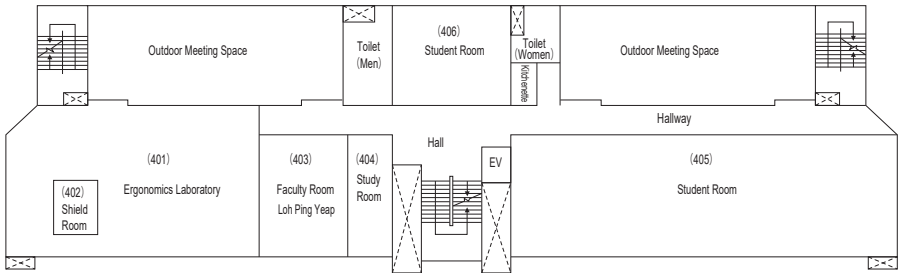 Outdoor Meeting Space
Toilet
(Men)
(406)
Student Room
Toilet
(Women)
Kitchenette
Outdoor Meeting Space
Hallway
Hall
(401)
Ergonomics Laboratory
(402)
Shield
Room
(403)
Faculty Room
Loh Ping Yeap
(404)
Study
Room
EV
(405)
Student Room